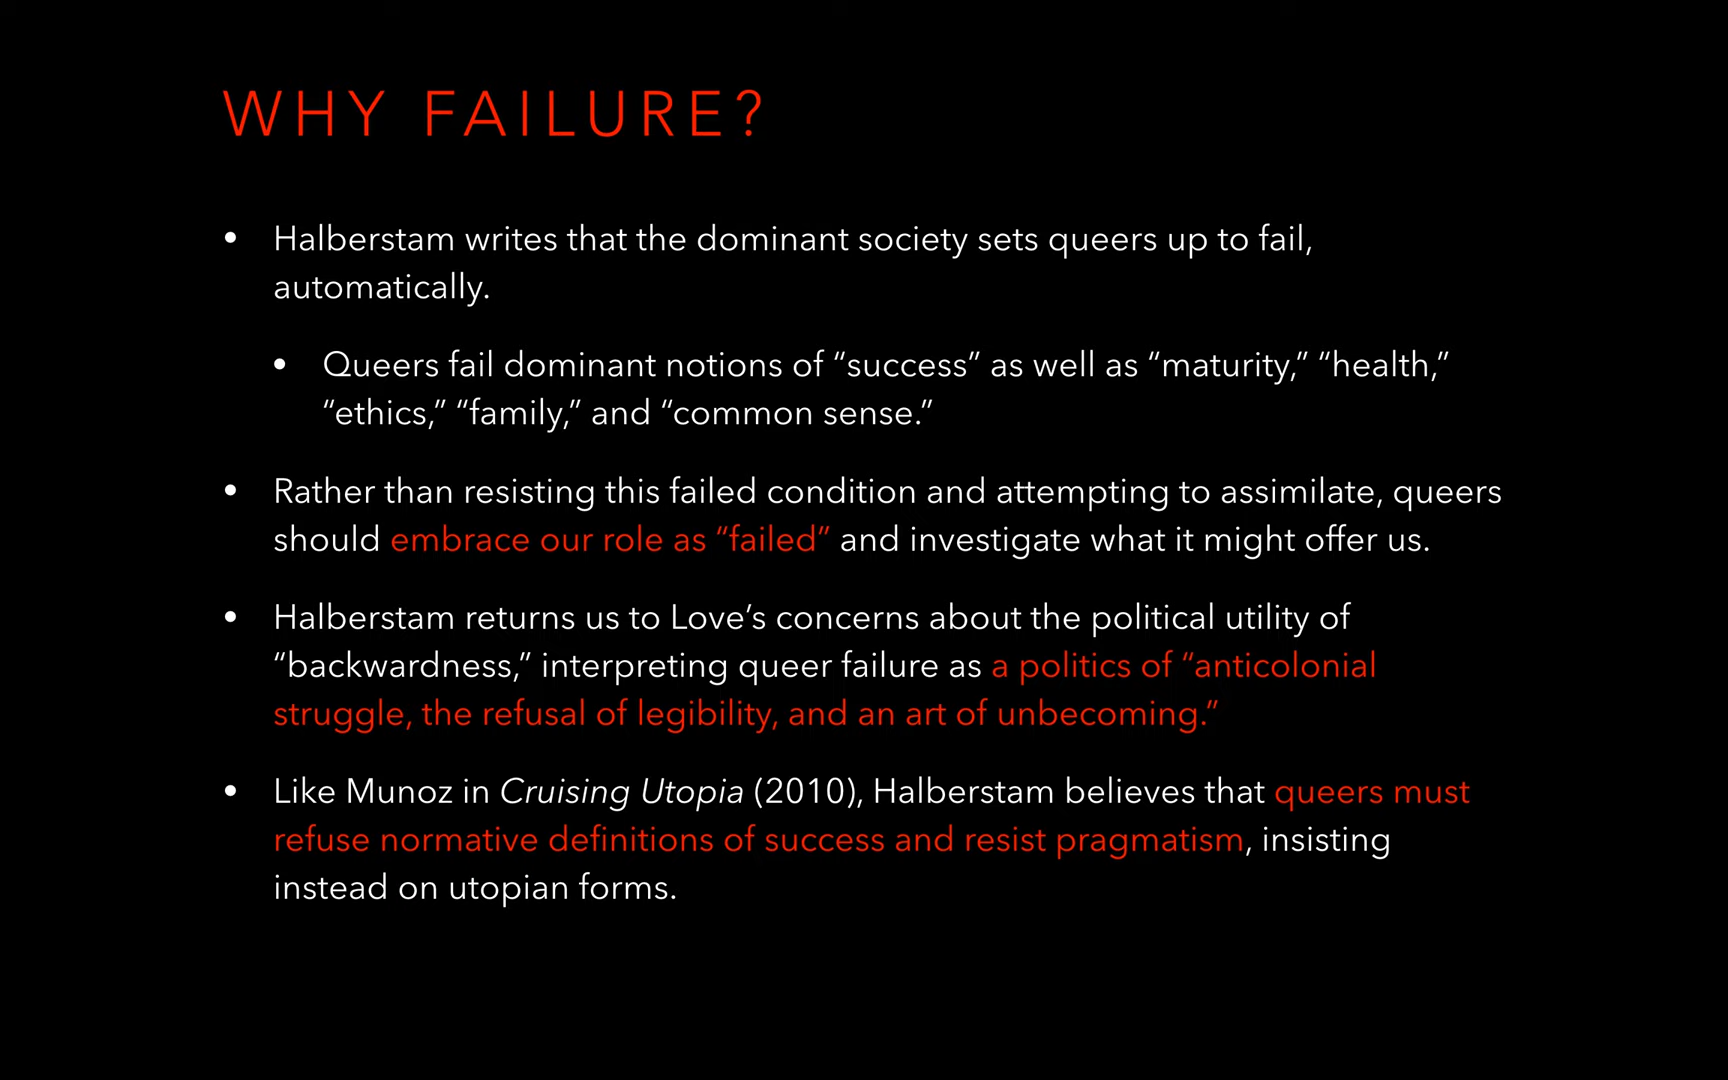 WHY FAILURE?
• Halberstam writes that the dominant society sets queers up to fail,
automatically.
• Queers fail dominant notions of “success” as well as “maturity,” “health,”
“ethics,” “family,” and “common sense.”
• Rather than resisting this failed condition and attempting to assimilate, queers
should embrace our role as “failed” and investigate what it might offer us.
• Halberstam returns us to Love’s concerns about the political utility of
“backwardness,” interpreting queer failure as a politics of “anticolonial
struggle, the refusal of legibility, and an art of unbecoming.”
• Like Munoz in Cruising Utopia (2010), Halberstam believes that queers must
refuse normative definitions of success and resist pragmatism, insisting
instead on utopian forms.